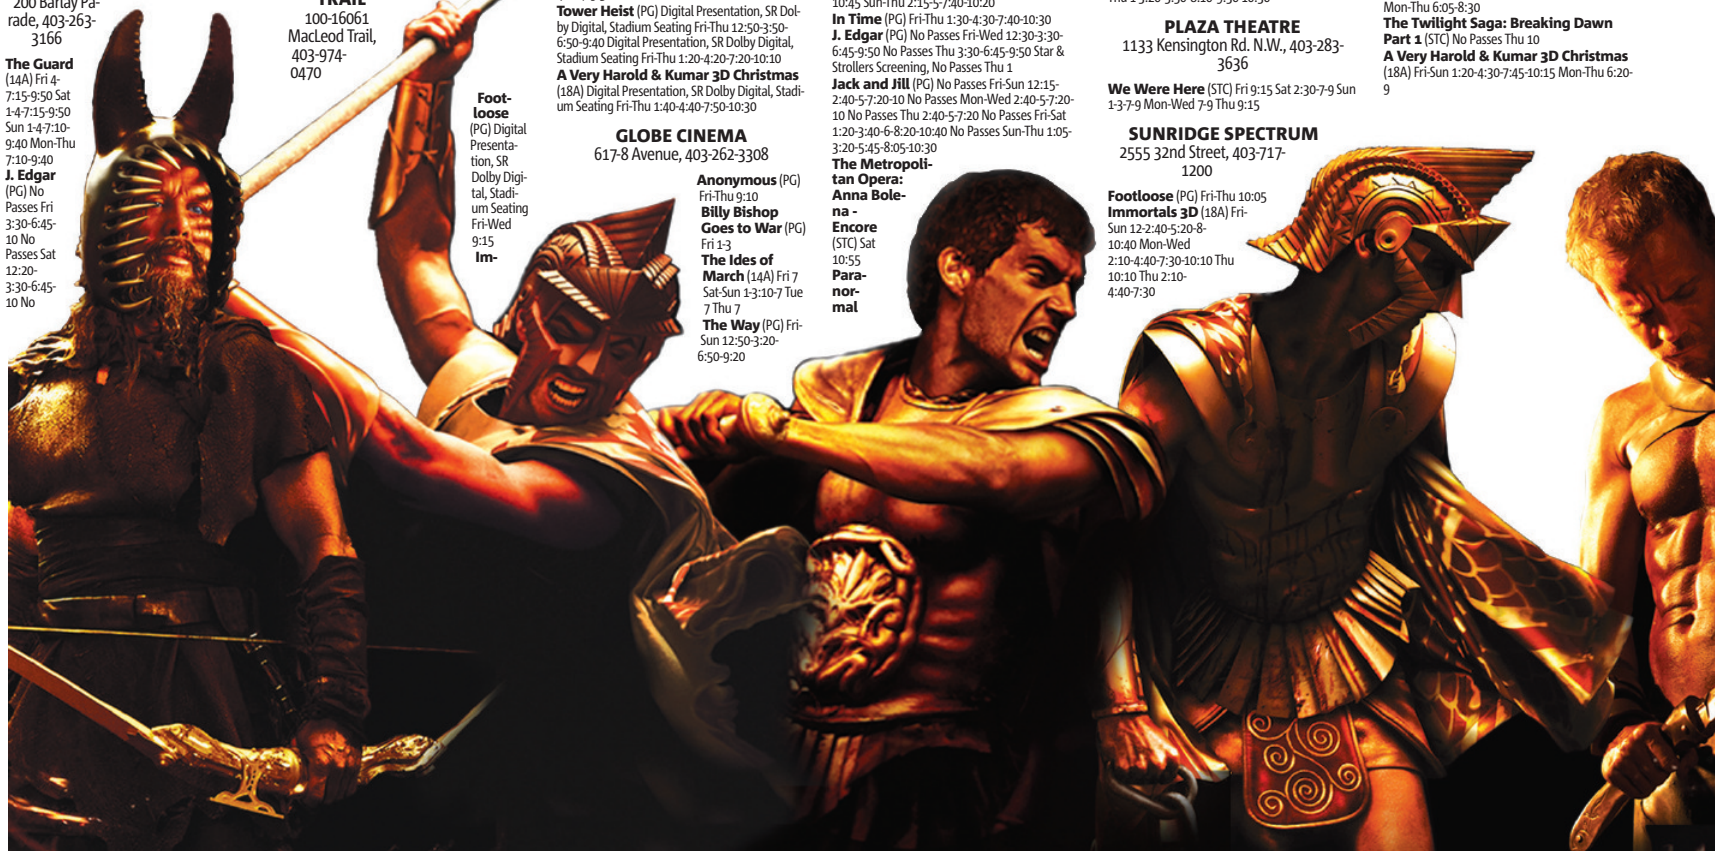 200 Barlay Pa-
rade, 403-263-
3166
The Guard
(14A) Fri 4-
7:15-9:50 Sat
1-4-7:15-9:50
Sun 1-4-7:10-
9:40 Mon-Thu
7:10-9:40
J. Edgar
(PG) No
Passes Fri
3:30-6:45-
10 No
Passes Sat
12:20-
3:30-6:45-
10 No
TRAIL
100-16061
MacLeod Trail,
403-974-
0470
Foot-
loose
(PG) Digital
Presenta-
tion, SR
Dolby Digi-
tal, Stadi-
um Seating
Fri-Wed
9:15
Im-
Tower Heist (PG) Digital Presentation, SR Dol-
by Digital, Stadium Seating Fri-Thu 12:50-3:50-
6:50-9:40 Digital Presentation, SR Dolby Digital,
Stadium Seating Fri-Thu 1:20-4:20-7:20-10:10
A Very Harold & Kumar 3D Christmas
(18A) Digital Presentation, SR Dolby Digital, Stadi-
um Seating Fri-Thu 1:40-4:40-7:50-10:30
GLOBE CINEMA
617-8 Avenue, 403-262-3308
Anonymous (PG)
Fri-Thu 9:10
Billy Bishop
Goes to War (PG)
Fri 1-3
The Ides of
March (14A) Fri 7
Sat-Sun 1-3:10-7 Tue
7 Thu 7
The Way (PG) Fri-
Sun 12:50-3:20-
6:50-9:20
10:45 Sun-Thu 2:15-5-7:40-10:20
In Time (PG) Fri-Thu 1:30-4:30-7:40-10:30
J. Edgar (PG) No Passes Fri-Wed 12:30-3:30-
6:45-9:50 No Passes Thu 3:30-6:45-9:50 Star &
Strollers Screening, No Passes Thu 1
Jack and Jill (PG) No Passes Fri-Sun 12:15-
2:40-5-7:20-10 No Passes Mon-Wed 2:40-5-7:20-
10 No Passes Thu 2:40-5-7:20 No Passes Fri-Sat
1:20-3:40-6-8:20-10:40 No Passes Sun-Thu 1:05-
3:20-5:45-8:05-10:30
The Metropoli-
tan Opera:
Anna Bole-
na -
Encore
(STC) Sat
10:55
Para-
nor-
mal
PLAZA THEATRE
1133 Kensington Rd. N.W., 403-283-
3636
We Were Here (STC) Fri 9:15 Sat 2:30-7-9 Sun
1-3-7-9 Mon-Wed 7-9 Thu 9:15
SUNRIDGE SPECTRUM
2555 32nd Street, 403-717-
1200
Footloose (PG) Fri-Thu 10:05
Immortals 3D (18A) Fri-
Sun 12-2:40-5:20-8-
10:40 Mon-Wed
2:10-4:40-7:30-10:10 Thu
10:10 Thu 2:10-
4:40-7:30
Mon-Thu 6:05-8:30
The Twilight Saga: Breaking Dawn
Part 1 (STC) No Passes Thu 10
A Very Harold & Kumar 3D Christmas
(18A) Fri-Sun 1:20-4:30-7:45-10:15 Mon-Thu 6:20-
9